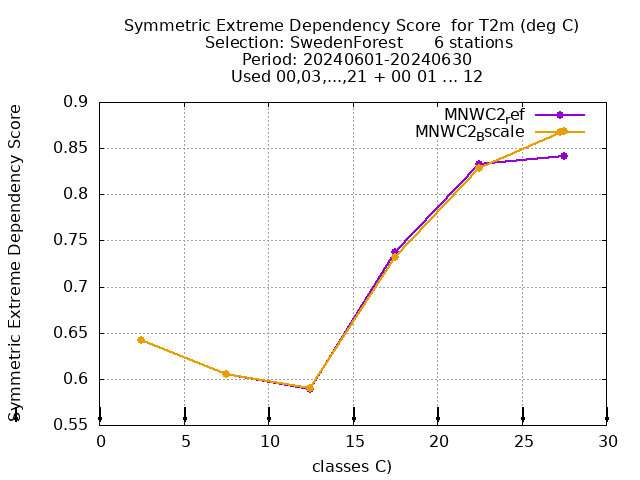 Symmetric Extreme Dependency Score  for T2m (deg C)
Selection: SwedenForest      6 stations
Period: 20240601-20240630
Used 00,03,...,21 + 00 01 ... 12
Symmetric Extreme Dependency Score
MNWC2_ref
MNWC2_Bscale
0.9
0.85
0.8
0.75
0.7
0.65
0.6
0.55
0 5 10 15 20 25 30
classes C)